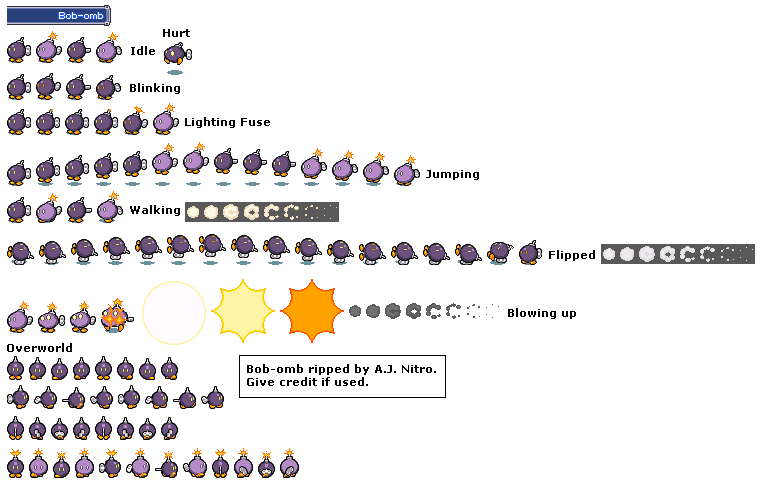 Bob-omb
Hurt
Idle
Blinking
Lighting Fuse
Jumping
Walking
Flipped
Blowing up
Overworld
Bob-omb ripped by A.J. Nitro.
Give credit if used.